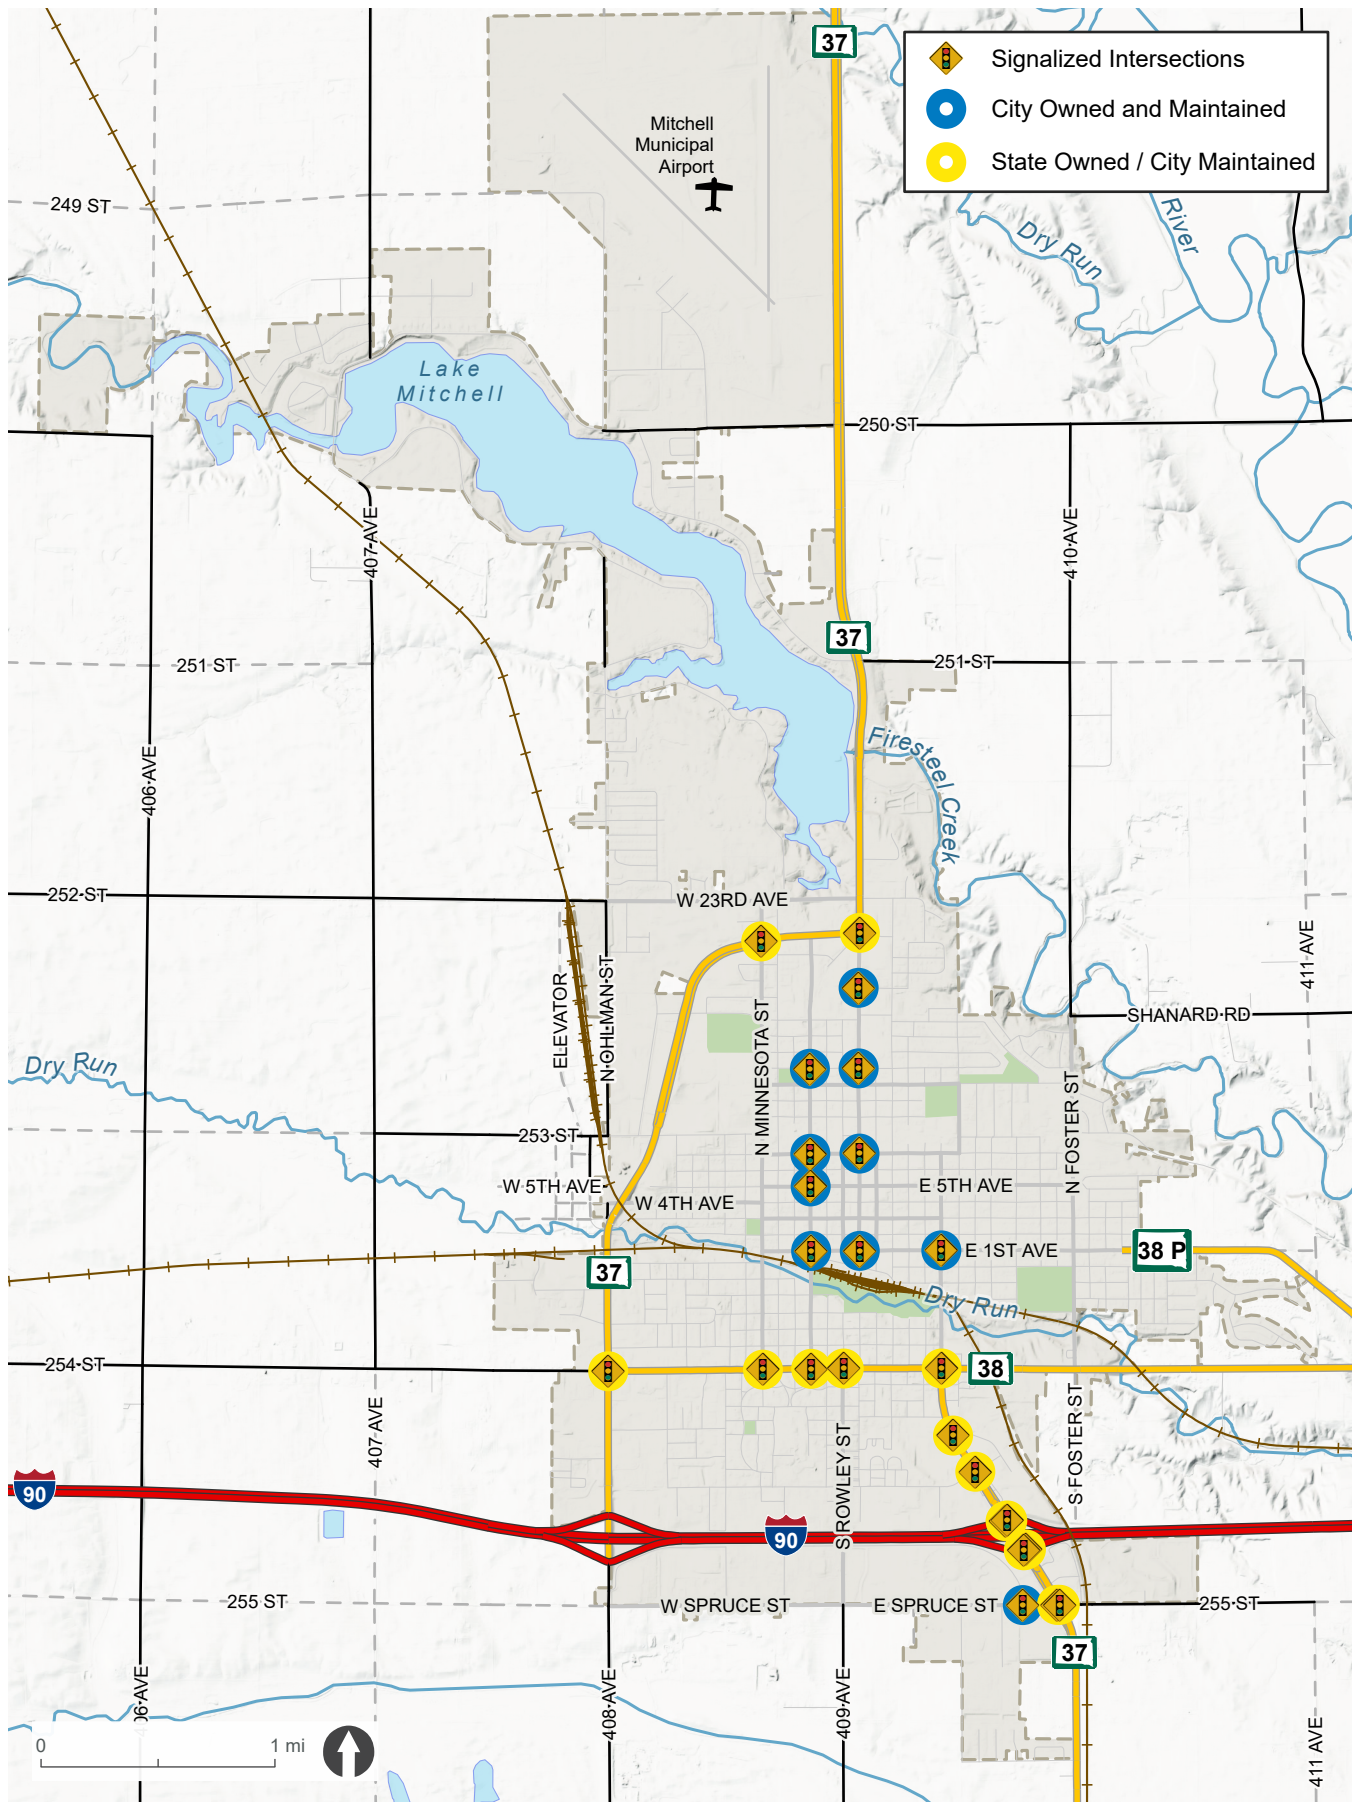 37
Signalized Intersections
City Owned and Maintained
State Owned / City Maintained
Mitchell
Municipal
Airport
249 ST
Dry Run
River
Lake
Mitchell
250 ST
407 AVE
410 AVE
37
251 ST
251 ST
406 AVE
Firesteel Creek
252 ST
W 23RD AVE
411 AVE
ELEVATOR
N OHLMAN ST
N MINNESOTA ST
SHANARD RD
Dry Run
N FOSTER ST
253 ST
W 5TH AVE
W 4TH AVE
E 5TH AVE
E 1ST AVE
38 P
37
Dry Run
254 ST
38
407 AVE
S ROWLEY ST
S FOSTER ST
90
90
255 ST
W SPRUCE ST
E SPRUCE ST
255 ST
37
06 AVE
408 AVE
409 AVE
411 AVE
0
1 mi